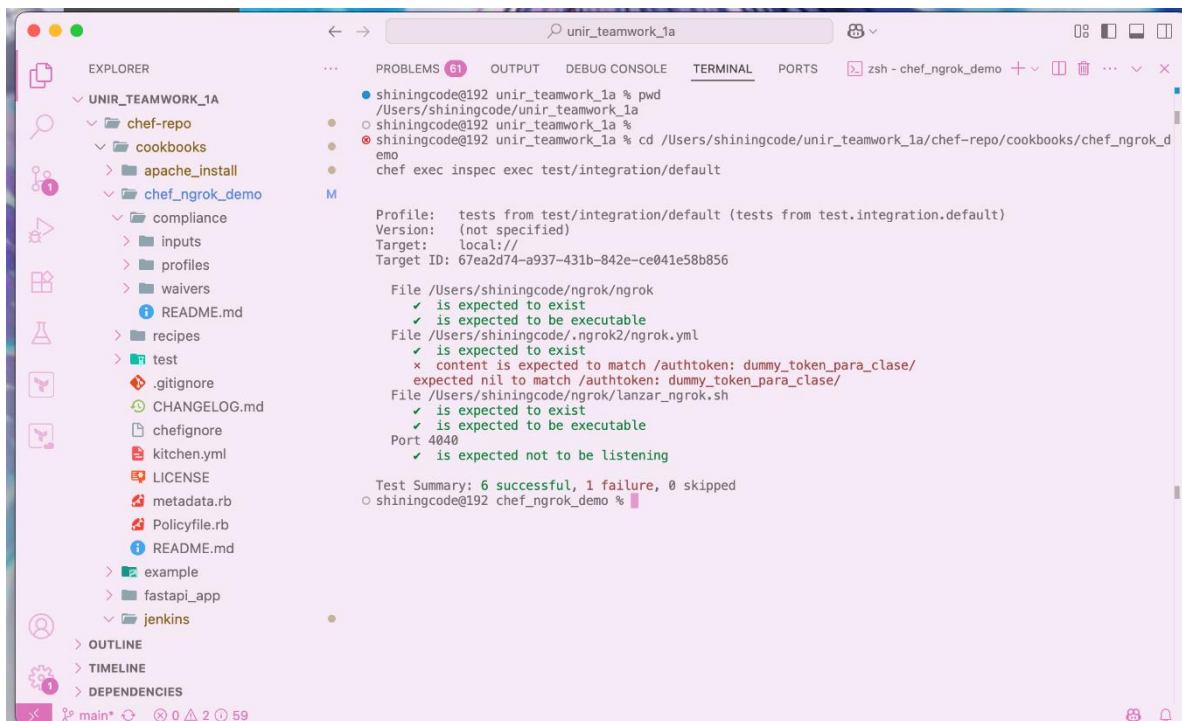 unir_teamwork_1a
EXPLORER
UNIR_TEAMWORK_1A
chef-repo
cookbooks
apache_install
chef_ngrok_demo M
compliance
inputs
profiles
waivers
README.md
recipes
test
.gitignore
CHANGELOG.md
chefignore
kitchen.yml
LICENSE
metadata.rb
Policyfile.rb
README.md
example
fastapi_app
jenkins
OUTLINE
TIMELINE
DEPENDENCIES
PROBLEMS 61 OUTPUT DEBUG CONSOLE TERMINAL PORTS zsh - chef_ngrok_demo
shiningcode@192 unir_teamwork_1a % pwd
/Users/shiningcode/unir_teamwork_1a
shiningcode@192 unir_teamwork_1a %
shiningcode@192 unir_teamwork_1a % cd /Users/shiningcode/unir_teamwork_1a/chef-repo/cookbooks/chef_ngrok_d
emo
chef exec inspec exec test/integration/default
Profile: tests from test/integration/default (tests from test.integration.default)
Version: (not specified)
Target: local://
Target ID: 67ea2d74-a937-431b-842e-ce041e58b856
File /Users/shiningcode/ngrok/ngrok
✔ is expected to exist
✔ is expected to be executable
File /Users/shiningcode/.ngrok2/ngrok.yml
✔ is expected to exist
× content is expected to match /authtoken: dummy_token_para_clase/
expected nil to match /authtoken: dummy_token_para_clase/
File /Users/shiningcode/ngrok/lanzar_ngrok.sh
✔ is expected to exist
✔ is expected to be executable
Port 4040
✔ is expected not to be listening
Test Summary: 6 successful, 1 failure, 0 skipped
shiningcode@192 chef_ngrok_demo %
1
1
main* 0 2 59